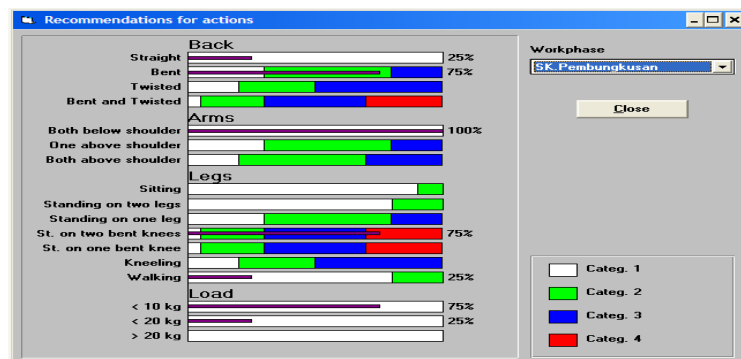 Recommendations for actions
Back
Straight 25%
Bent 75%
Twisted
Bent and Twisted
Arms
Both below shoulder 100%
One above shoulder
Both above shoulder
Legs
Sitting
Standing on two legs
Standing on one leg
St. on two bent knees 75%
St. on one bent knee
Kneeling
Walking 25%
Load
< 10 kg 75%
< 20 kg 25%
> 20 kg
Workphase
SK.Pembungkusan
Close
Categ. 1
Categ. 2
Categ. 3
Categ. 4